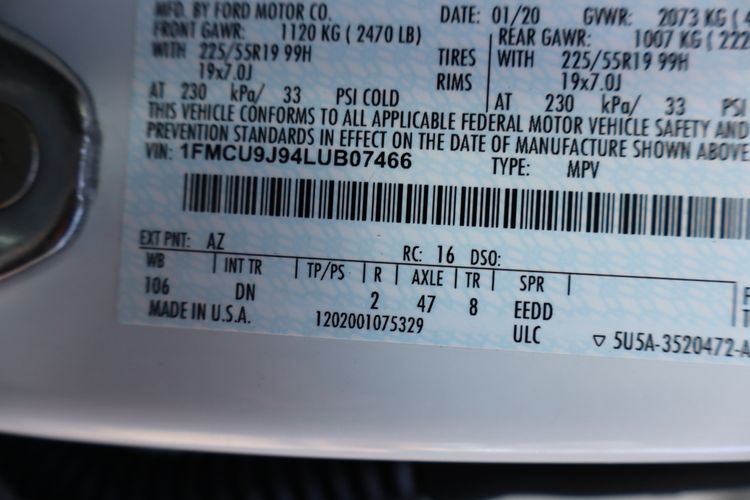 MFD. BY FORD MOTOR CO. DATE: 01/20 GVWR: 2073 KG (
FRONT GAWR: 1120 KG ( 2470 LB) REAR GAWR: 1007 KG ( 222
WITH 225/55R19 99H TIRES WITH 225/55R19 99H
19x7.0J RIMS 19x7.0J
AT 230 kPa/ 33 PSI COLD AT 230 kPa/ 33 PSI
THIS VEHICLE CONFORMS TO ALL APPLICABLE FEDERAL MOTOR VEHICLE SAFETY AND
PREVENTION STANDARDS IN EFFECT ON THE DATE OF MANUFACTURE SHOWN ABOVE
VIN: 1FMCU9J94LUB07466 TYPE: MPV
EXT PNT: AZ RC: 16 DSO:
WB INT TR TP/PS R AXLE TR SPR
106 DN 2 47 8 EEDD
MADE IN U.S.A. 1202001075329 ULC
5U5A-3520472-A